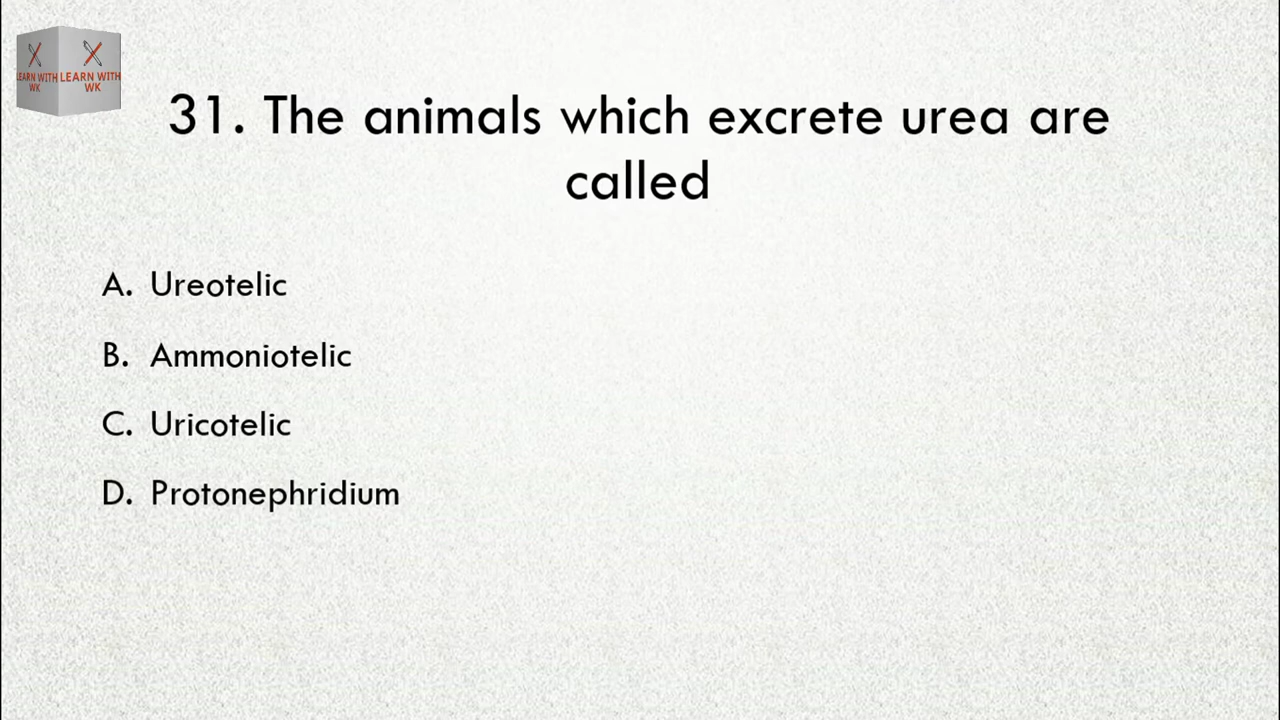 LEARN WITH
WK
LEARN WITH
WK
31. The animals which excrete urea are
called
A. Ureotelic
B. Ammoniotelic
C. Uricotelic
D. Protonephridium